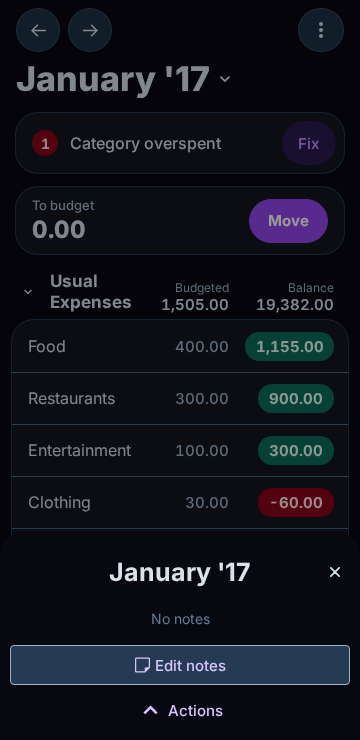 January '17
1 Category overspent Fix
To budget
0.00
Move
Usual
Expenses
Budgeted
1,505.00
Balance
19,382.00
Food 400.00 1,155.00
Restaurants 300.00 900.00
Entertainment 100.00 300.00
Clothing 30.00 -60.00
January '17
No notes
Edit notes
Actions